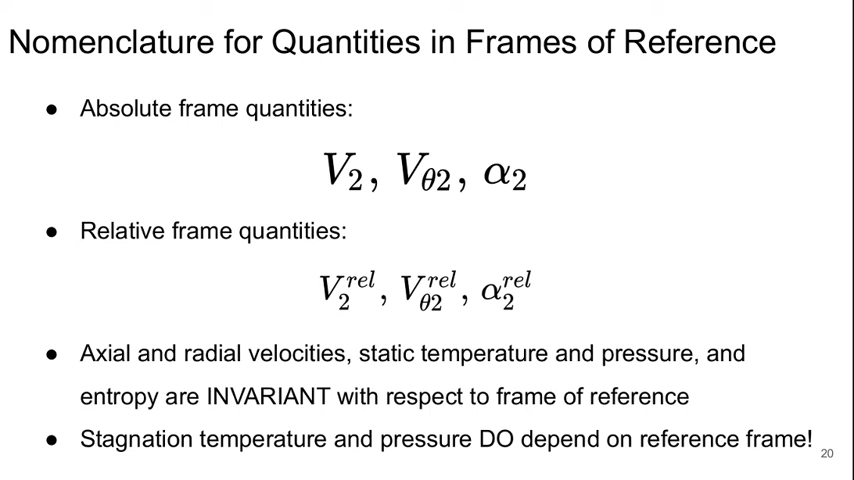 Nomenclature for Quantities in Frames of Reference
● Absolute frame quantities:
V₂, V_θ2, α₂
● Relative frame quantities:
V₂^rel, V_θ2^rel, α₂^rel
● Axial and radial velocities, static temperature and pressure, and
entropy are INVARIANT with respect to frame of reference
● Stagnation temperature and pressure DO depend on reference frame!
20